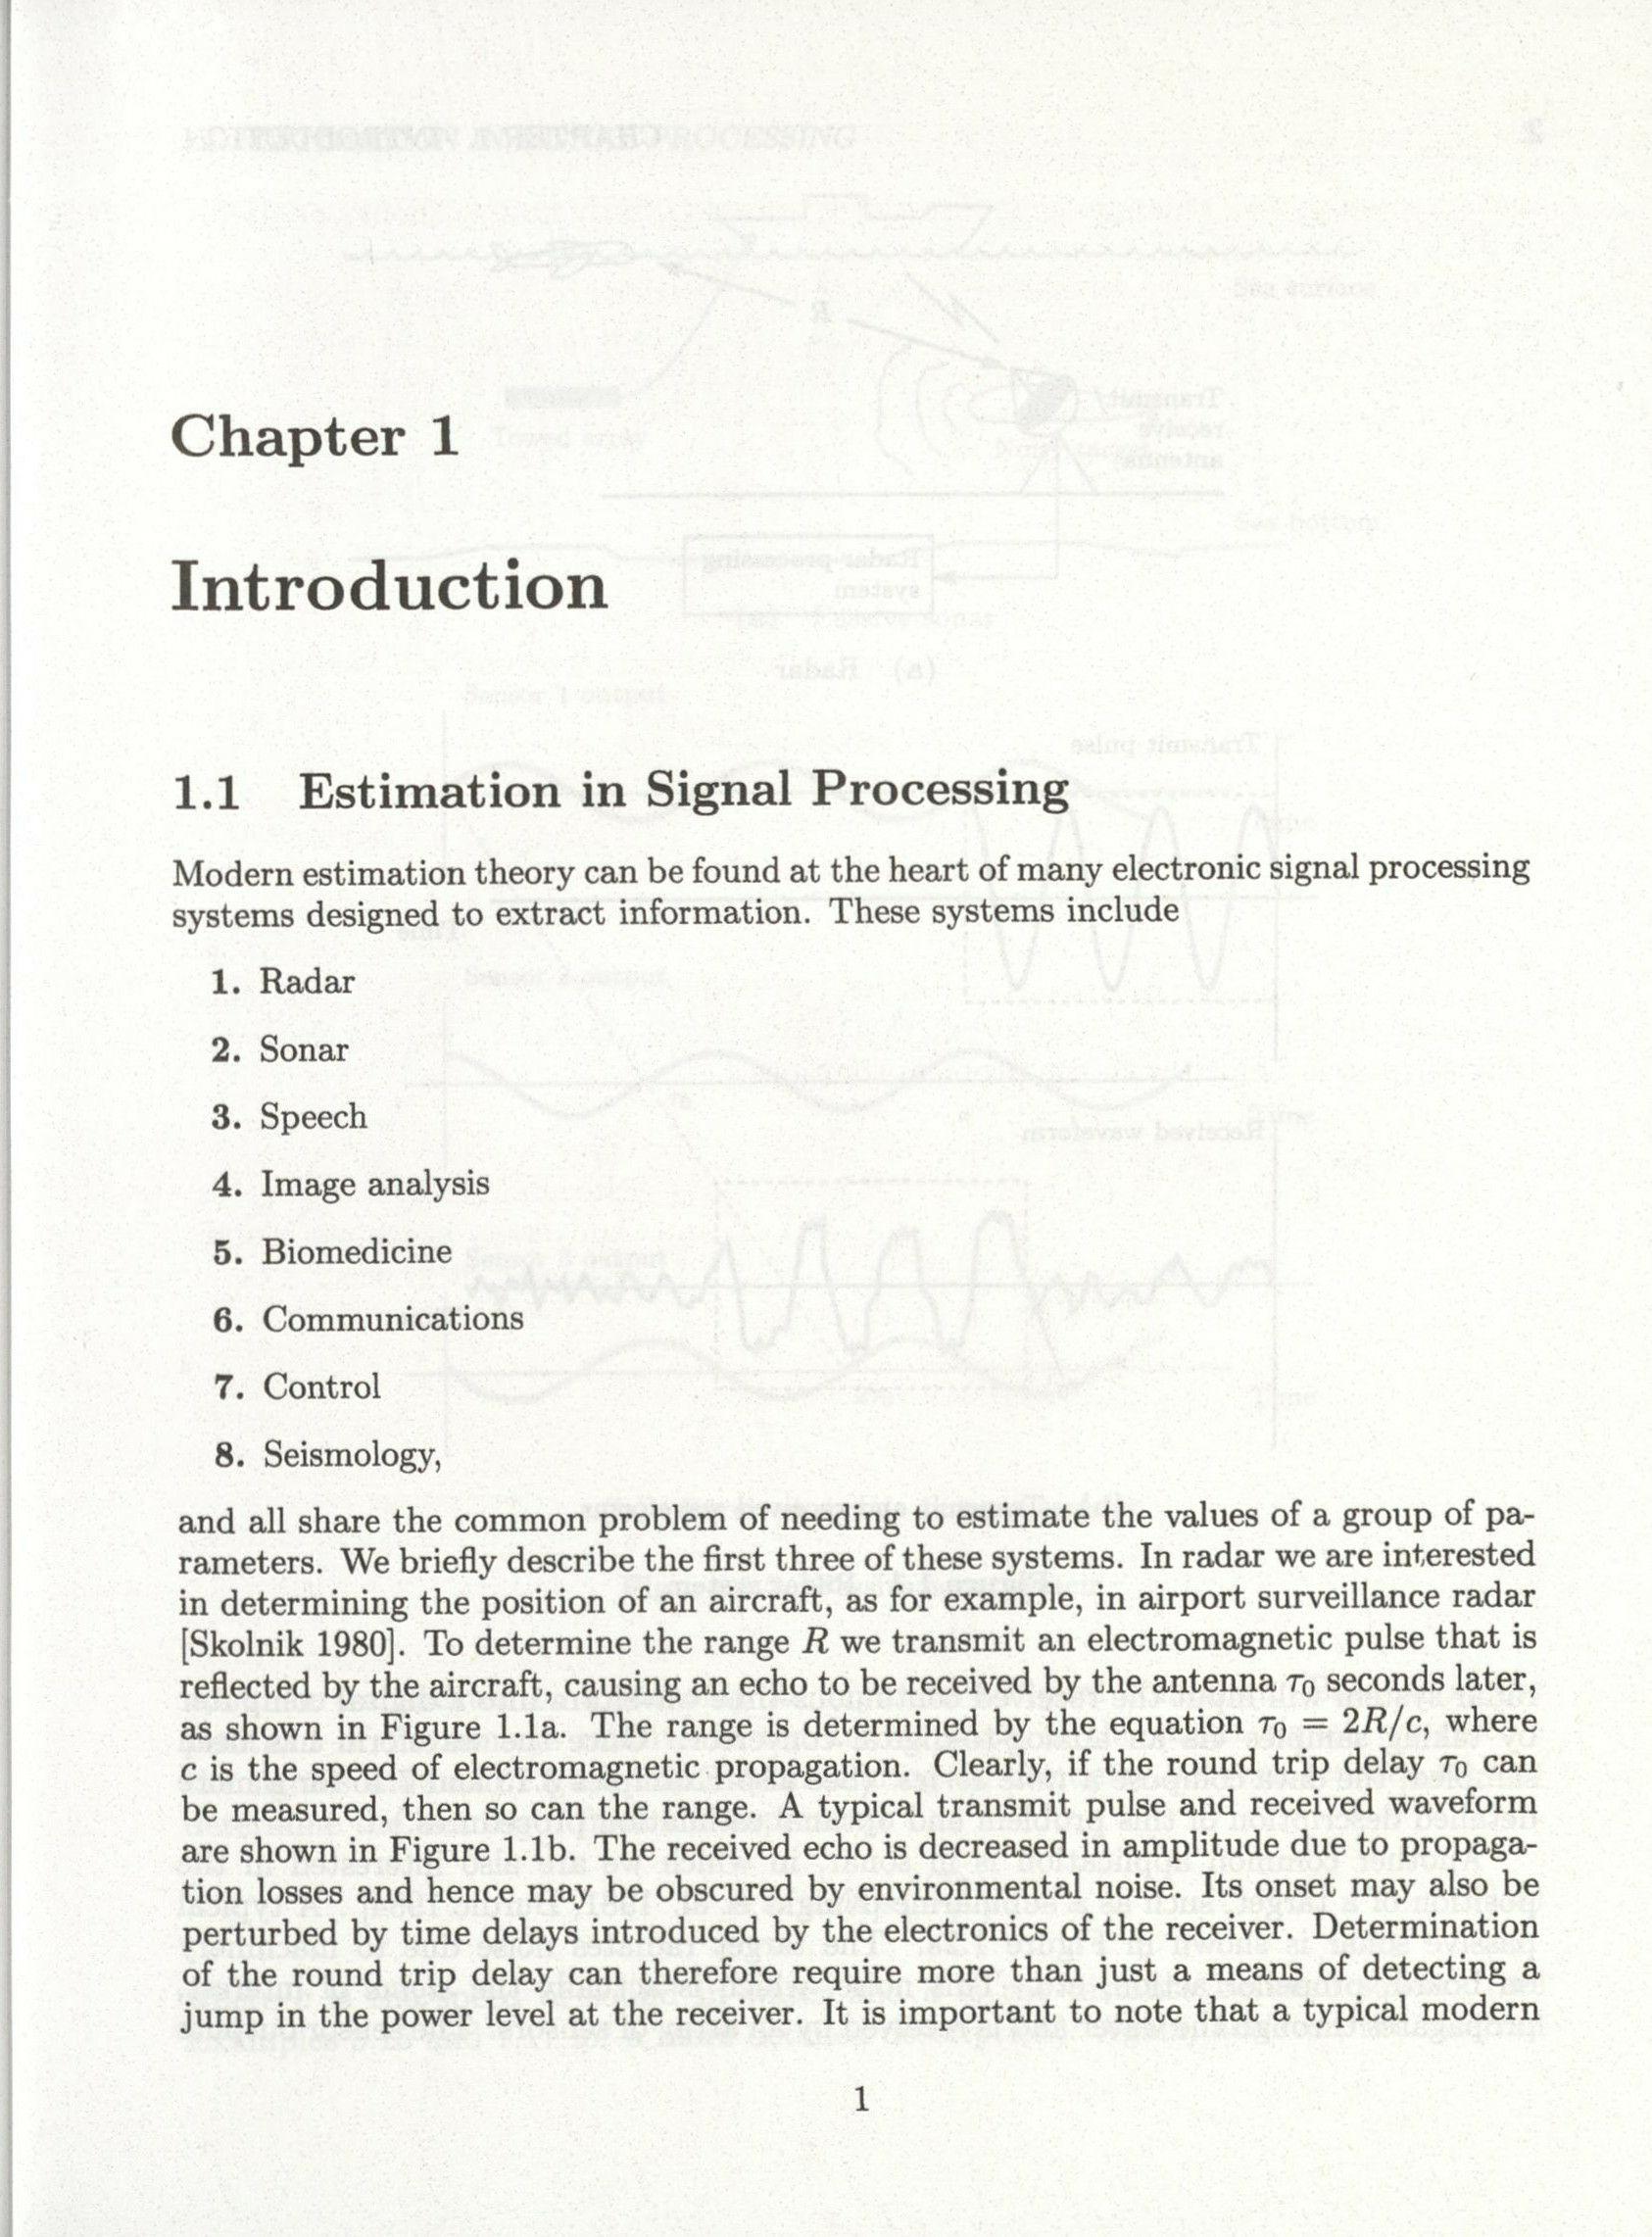 Chapter 1
Introduction
1.1 Estimation in Signal Processing
Modern estimation theory can be found at the heart of many electronic signal processing
systems designed to extract information. These systems include
1. Radar
2. Sonar
3. Speech
4. Image analysis
5. Biomedicine
6. Communications
7. Control
8. Seismology,
and all share the common problem of needing to estimate the values of a group of pa-
rameters. We briefly describe the first three of these systems. In radar we are interested
in determining the position of an aircraft, as for example, in airport surveillance radar
[Skolnik 1980]. To determine the range R we transmit an electromagnetic pulse that is
reflected by the aircraft, causing an echo to be received by the antenna τ₀ seconds later,
as shown in Figure 1.1a. The range is determined by the equation τ₀ = 2R/c, where
c is the speed of electromagnetic propagation. Clearly, if the round trip delay τ₀ can
be measured, then so can the range. A typical transmit pulse and received waveform
are shown in Figure 1.1b. The received echo is decreased in amplitude due to propaga-
tion losses and hence may be obscured by environmental noise. Its onset may also be
perturbed by time delays introduced by the electronics of the receiver. Determination
of the round trip delay can therefore require more than just a means of detecting a
jump in the power level at the receiver. It is important to note that a typical modern
1